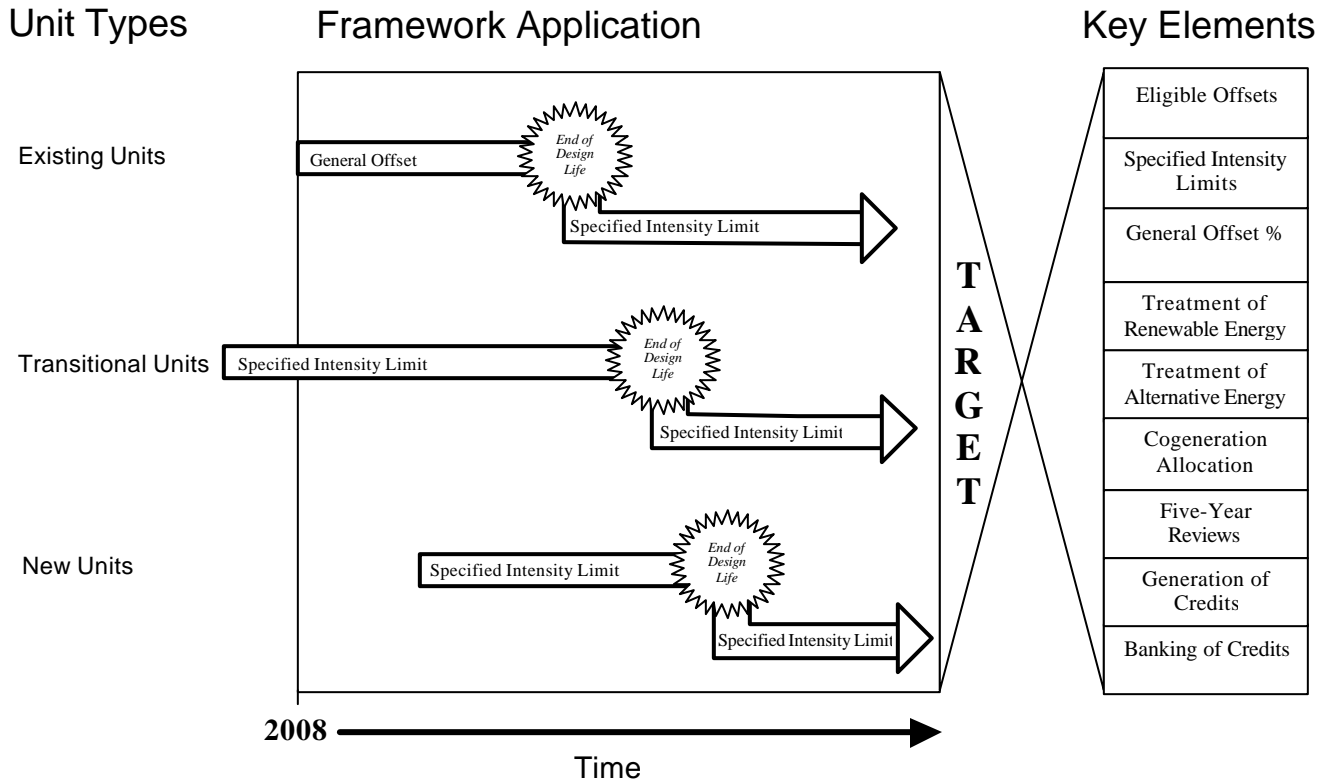 Unit Types
Framework Application
Key Elements
Existing Units
General Offset
End of
Design
Life
Specified Intensity Limit
Transitional Units
Specified Intensity Limit
End of
Design
Life
Specified Intensity Limit
New Units
Specified Intensity Limit
End of
Design
Life
Specified Intensity Limit
T
A
R
G
E
T
Eligible Offsets
Specified Intensity
Limits
General Offset %
Treatment of
Renewable Energy
Treatment of
Alternative Energy
Cogeneration
Allocation
Five-Year
Reviews
Generation of
Credits
Banking of Credits
2008
Time